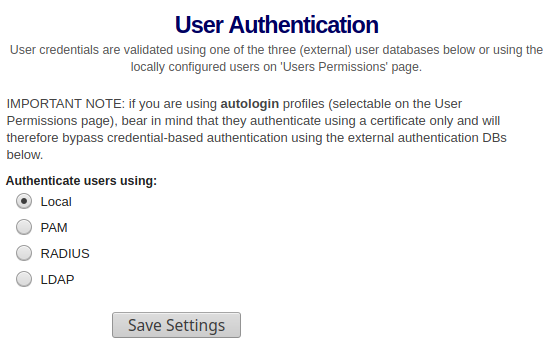 User Authentication
User credentials are validated using one of the three (external) user databases below or using the
locally configured users on 'Users Permissions' page.
IMPORTANT NOTE: if you are using autologin profiles (selectable on the User
Permissions page), bear in mind that they authenticate using a certificate only and will
therefore bypass credential-based authentication using the external authentication DBs
below.
Authenticate users using:
Local
PAM
RADIUS
LDAP
Save Settings